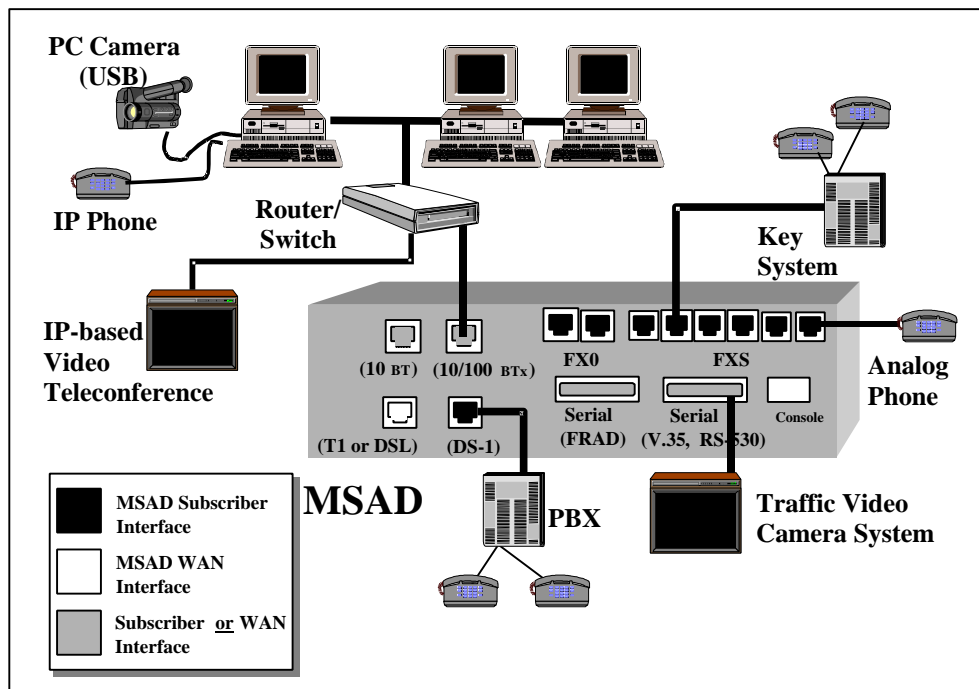 PC Camera
(USB)
IP Phone
Router/
Switch
Key
System
IP-based
Video
Teleconference
Analog
Phone
(10 BT)
(10/100 BTx)
FX0
FXS
Serial
(FRAD)
Serial
(V.35, RS-530)
Console
(T1 or DSL)
(DS-1)
MSAD
PBX
Traffic Video
Camera System
MSAD Subscriber
Interface
MSAD WAN
Interface
Subscriber or WAN
Interface